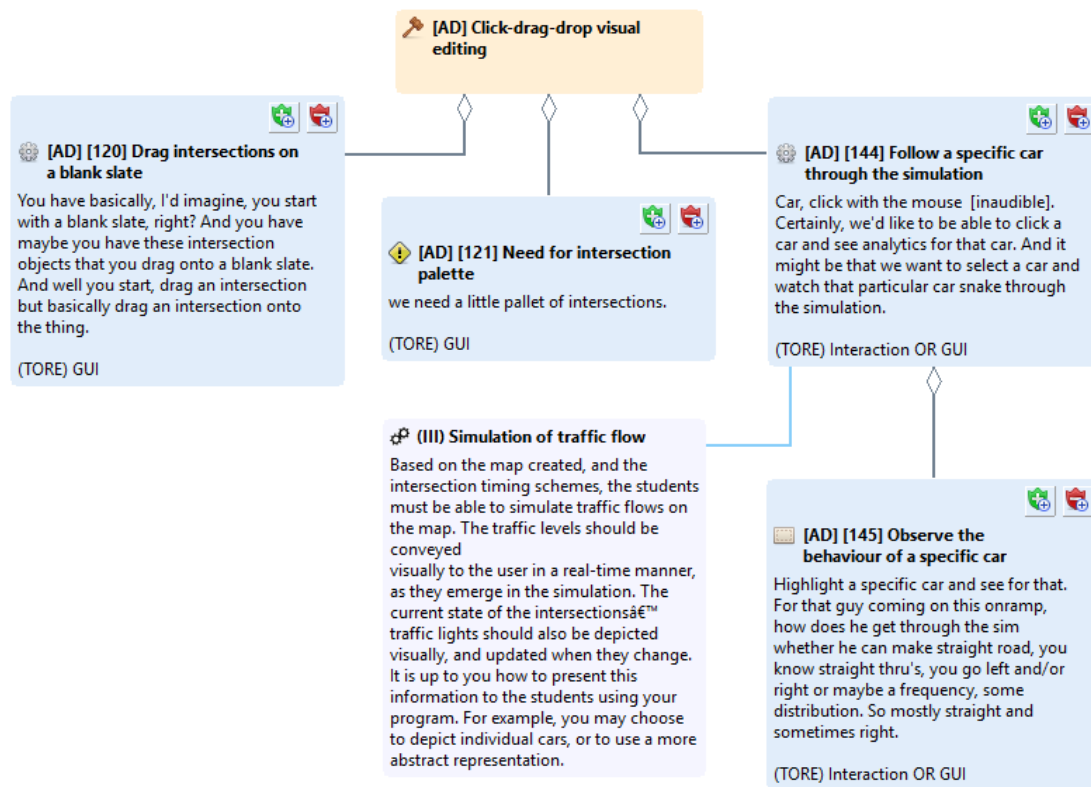 [AD] Click-drag-drop visual
editing
[AD] [120] Drag intersections on
a blank slate
You have basically, I'd imagine, you start
with a blank slate, right? And you have
maybe you have these intersection
objects that you drag onto a blank slate.
And well you start, drag an intersection
but basically drag an intersection onto
the thing.
(TORE) GUI
[AD] [121] Need for intersection
palette
we need a little pallet of intersections.
(TORE) GUI
[AD] [144] Follow a specific car
through the simulation
Car, click with the mouse [inaudible].
Certainly, we'd like to be able to click a
car and see analytics for that car. And it
might be that we want to select a car and
watch that particular car snake through
the simulation.
(TORE) Interaction OR GUI
(III) Simulation of traffic flow
Based on the map created, and the
intersection timing schemes, the students
must be able to simulate traffic flows on
the map. The traffic levels should be
conveyed
visually to the user in a real-time manner,
as they emerge in the simulation. The
current state of the intersectionsâ€™
traffic lights should also be depicted
visually, and updated when they change.
It is up to you how to present this
information to the students using your
program. For example, you may choose
to depict individual cars, or to use a more
abstract representation.
[AD] [145] Observe the
behaviour of a specific car
Highlight a specific car and see for that.
For that guy coming on this onramp,
how does he get through the sim
whether he can make straight road, you
know straight thru's, you go left and/or
right or maybe a frequency, some
distribution. So mostly straight and
sometimes right.
(TORE) Interaction OR GUI